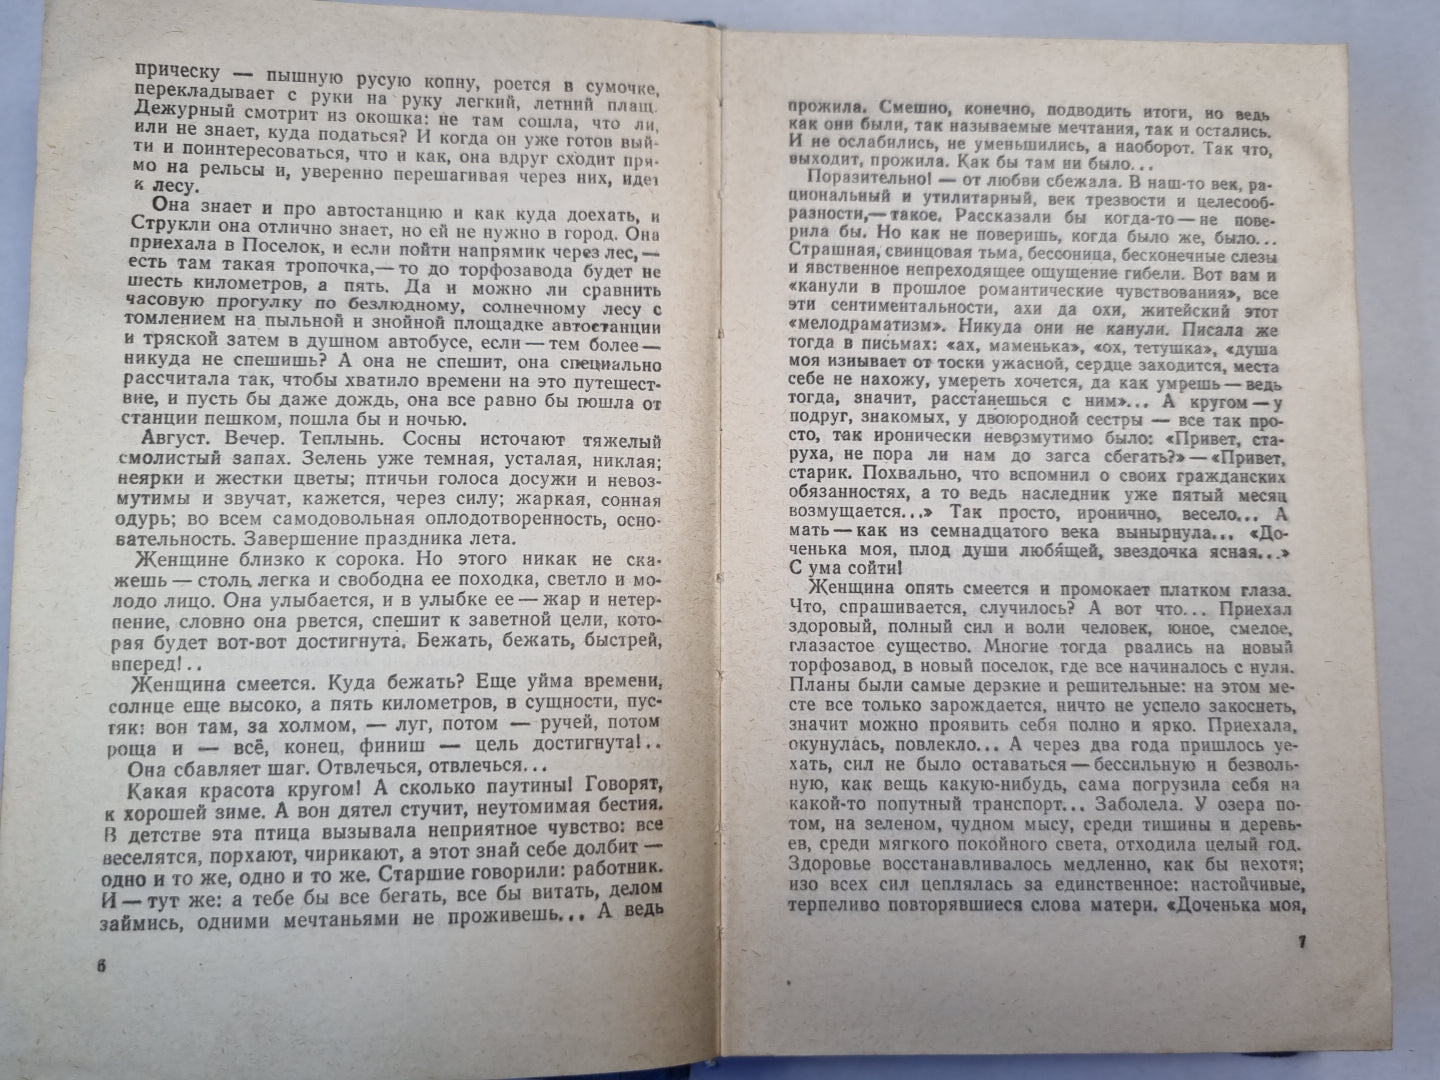 прическу — пышную русую копну, роется в сумочке,
перекладывает с руки на руку легкий, летний плащ.
Дежурный смотрит из окошка: не там сошла, что ли,
или не знает, куда податься? И когда он уже готов вый-
ти и поинтересоваться, что и как, она вдруг сходит пря-
мо на рельсы и, уверенно перешагивая через них, идет
к лесу.
Она знает и про автостанцию и как куда доехать, и
Струкли она отлично знает, но ей не нужно в город. Она
приехала в Поселок, и если пойти напрямик через лес,—
есть там такая тропочка,—то до торфозавода будет не
шесть километров, а пять. Да и можно ли сравнить
часовую прогулку по безлюдному, солнечному лесу с
томлением на пыльной и знойной площадке автостанции
и тряской затем в душном автобусе, если — тем более —
никуда не спешишь? А она не спешит, она специально
рассчитала так, чтобы хватило времени на это путешест-
вие, и пусть бы даже дождь, она все равно бы пошла от
станции пешком, пошла бы и ночью.
Август. Вечер. Теплынь. Сосны источают тяжелый
смолистый запах. Зелень уже темная, усталая, никлая;
неярки и жестки цветы; птичьи голоса досужи и невоз-
мутимы и звучат, кажется, через силу; жаркая, сонная
одурь; во всем самодовольная оплодотворенность, осно-
вательность. Завершение праздника лета.
Женщине близко к сорока. Но этого никак не ска-
жешь — столь легка и свободна ее походка, светло и мо-
лодо лицо. Она улыбается, и в улыбке ее — жар и нетер-
пение, словно она рвется, спешит к заветной цели, кото-
рая будет вот-вот достигнута. Бежать, бежать, быстрей,
вперед!..
Женщина смеется. Куда бежать? Еще уйма времени,
солнце еще высоко, а пять километров, в сущности, пус-
тяк: вон там, за холмом, — луг, потом — ручей, потом
роща и — всё, конец, финиш — цель достигнута!..
Она сбавляет шаг. Отвлечься, отвлечься...
Какая красота кругом! А сколько паутины! Говорят,
к хорошей зиме. А вон дятел стучит, неутомимая бестия.
В детстве эта птица вызывала неприятное чувство: все
веселятся, порхают, чирикают, а этот знай себе долбит —
одно и то же, одно и то же. Старшие говорили: работник.
И — тут же: а тебе бы все бегать, все бы витать, делом
займись, одними мечтаньями не проживешь... А ведь
6
прожила. Смешно, конечно, подводить итоги, но ведь
как они были, так называемые мечтания, так и остались.
И не ослабились, не уменьшились, а наоборот. Так что,
выходит, прожила. Как бы там ни было...
Поразительно! — от любви сбежала. В наш-то век, ра-
циональный и утилитарный, век трезвости и целесооб-
разности,— такое. Рассказали бы когда-то — не пове-
рила бы. Но как не поверишь, когда было же, было...
Страшная, свинцовая тьма, бессоница, бесконечные слезы
и явственное непреходящее ощущение гибели. Вот вам и
«канули в прошлое романтические чувствования», все
эти сентиментальности, ахи да охи, житейский этот
«мелодраматизм». Никуда они не канули. Писала же
тогда в письмах: «ах, маменька», «ох, тетушка», «душа
моя изнывает от тоски ужасной, сердце заходится, места
себе не нахожу, умереть хочется, да как умрешь — ведь
тогда, значит, расстанешься с ним»... А кругом — у
подруг, знакомых, у двоюродной сестры — все так про-
сто, так иронически невозмутимо было: «Привет, ста-
руха, не пора ли нам до загса сбегать?» — «Привет,
старик. Похвально, что вспомнил о своих гражданских
обязанностях, а то ведь наследник уже пятый месяц
возмущается...» Так просто, иронично, весело... А
мать — как из семнадцатого века вынырнула... «До-
ченька моя, плод души любящей, звездочка ясная...»
С ума сойти!
Женщина опять смеется и промокает платком глаза.
Что, спрашивается, случилось? А вот что... Приехал
здоровый, полный сил и воли человек, юное, смелое,
глазастое существо. Многие тогда рвались на новый
торфозавод, в новый поселок, где все начиналось с нуля.
Планы были самые дерзкие и решительные: на этом ме-
сте все только зарождается, ничто не успело закоснеть,
значит можно проявить себя полно и ярко. Приехала,
окунулась, повлекло... А через два года пришлось уе-
хать, сил не было оставаться — бессильную и безволь-
ную, как вещь какую-нибудь, сама погрузила себя на
какой-то попутный транспорт... Заболела. У озера по-
том, на зеленом, чудном мысу, среди тишины и деревь-
ев, среди мягкого покойного света, отходила целый год.
Здоровье восстанавливалось медленно, как бы нехотя;
изо всех сил цеплялась за единственное: настойчивые,
терпеливо повторявшиеся слова матери. «Доченька моя,
7